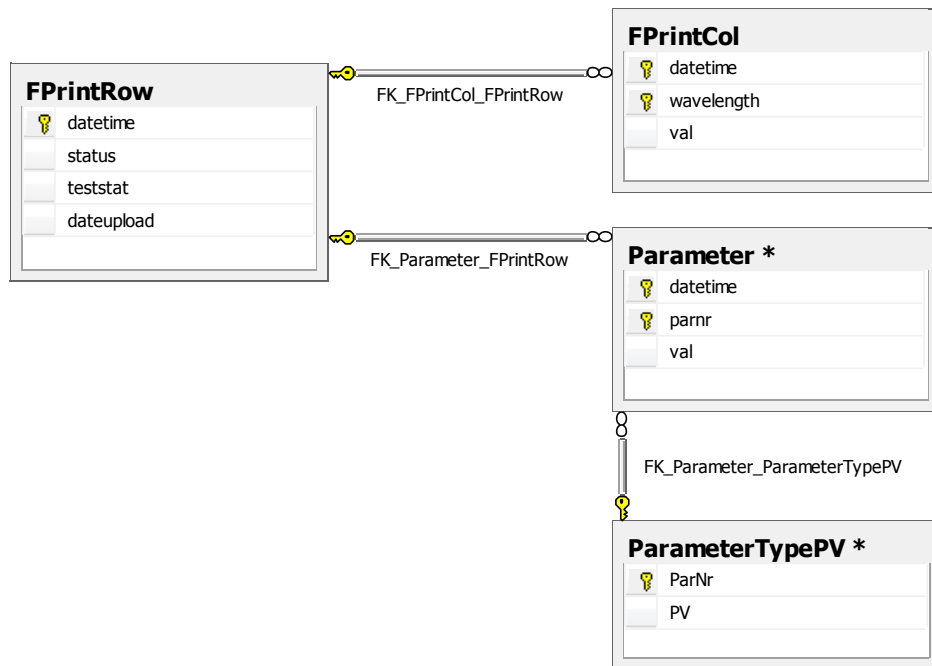 FPrintRow
datetime
status
teststat
dateupload
FK_FPrintCol_FPrintRow
FPrintCol
datetime
wavelength
val
FK_Parameter_FPrintRow
Parameter *
datetime
parnr
val
FK_Parameter_ParameterTypePV
ParameterTypePV *
ParNr
PV